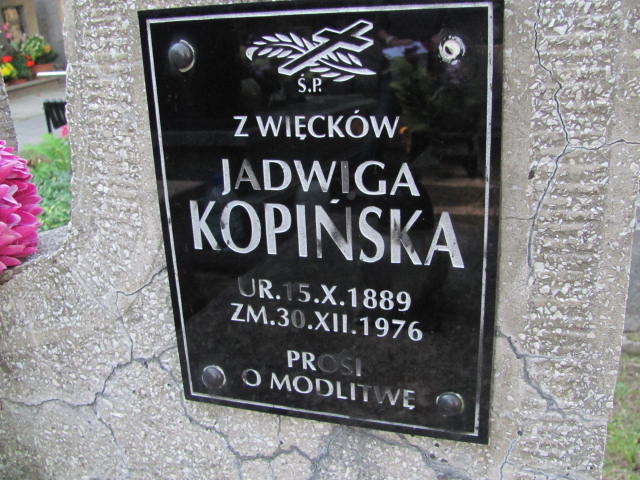 Ś.P.
Z WIĘCKÓW
JADWIGA
KOPIŃSKA
UR.15.X.1889
ZM.30.XII.1976
PROSI
O MODLITWĘ